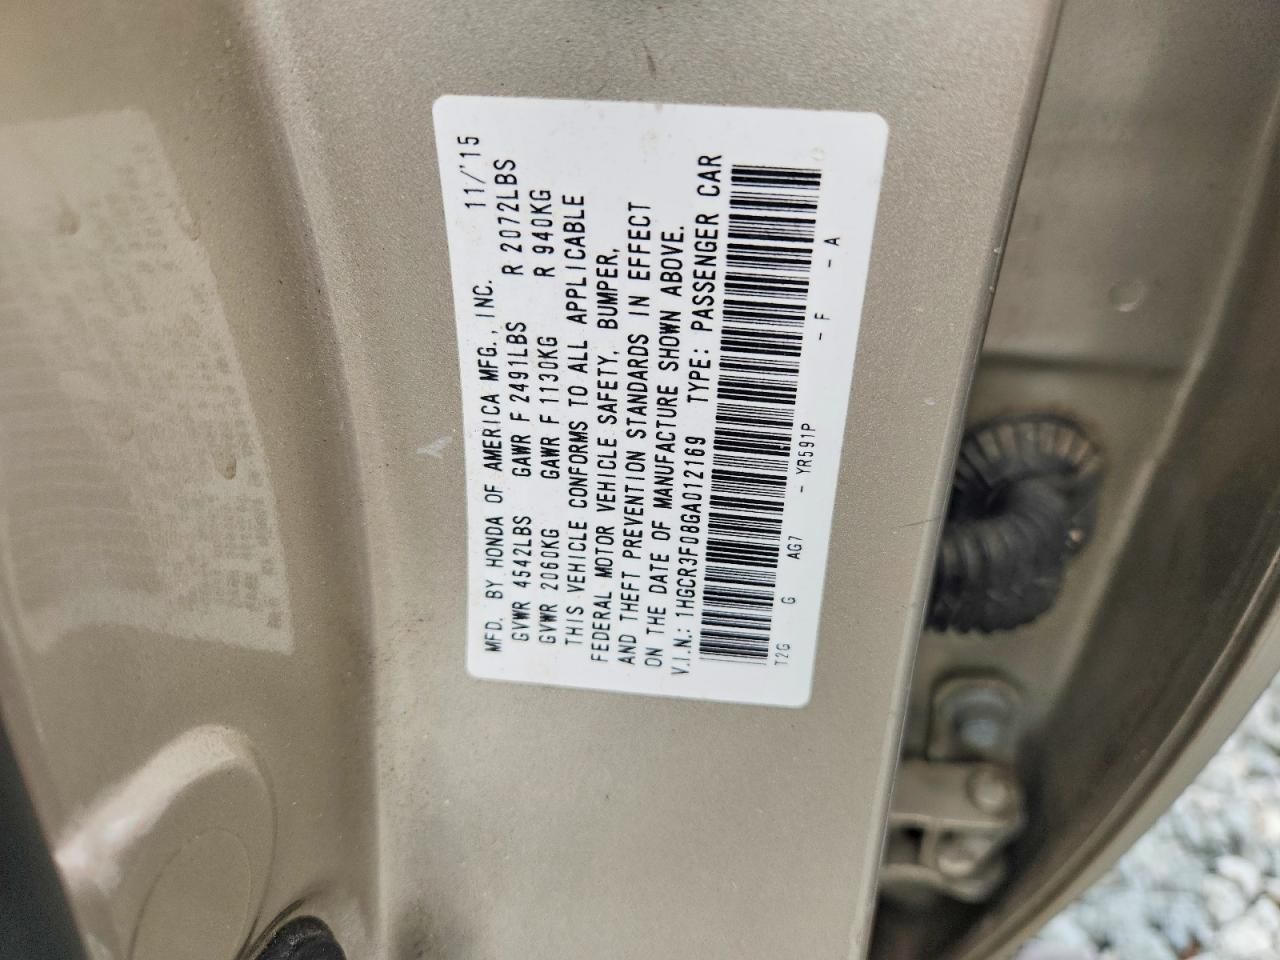 MFD. BY HONDA OF AMERICA MFG., INC. 11/'15
GVWR 4542LBS GAWR F 2491LBS R 2072LBS
GVWR 2060KG GAWR F 1130KG R 940KG
THIS VEHICLE CONFORMS TO ALL APPLICABLE
FEDERAL MOTOR VEHICLE SAFETY, BUMPER,
AND THEFT PREVENTION STANDARDS IN EFFECT
ON THE DATE OF MANUFACTURE SHOWN ABOVE.
V.I.N.: 1HGCR3F08GA012169 TYPE: PASSENGER CAR
T2G G AG7 - YR591P - F - A